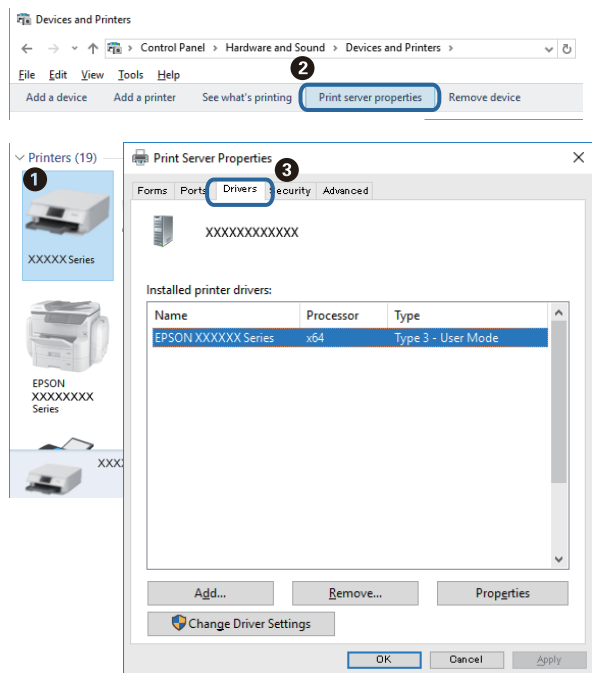 Devices and Printers
Control Panel > Hardware and Sound > Devices and Printers >
2
File Edit View Tools Help
Add a device Add a printer See what's printing Print server properties Remove device
Printers (19)
1
XXXXX Series
EPSON
XXXXXXXX
Series
XXX
Print Server Properties
3
Forms Ports Drivers Security Advanced
XXXXXXXXXXXX
Installed printer drivers:
Name Processor Type
EPSON XXXXXX Series x64 Type 3 - User Mode
Add... Remove... Properties
Change Driver Settings
OK Cancel Apply